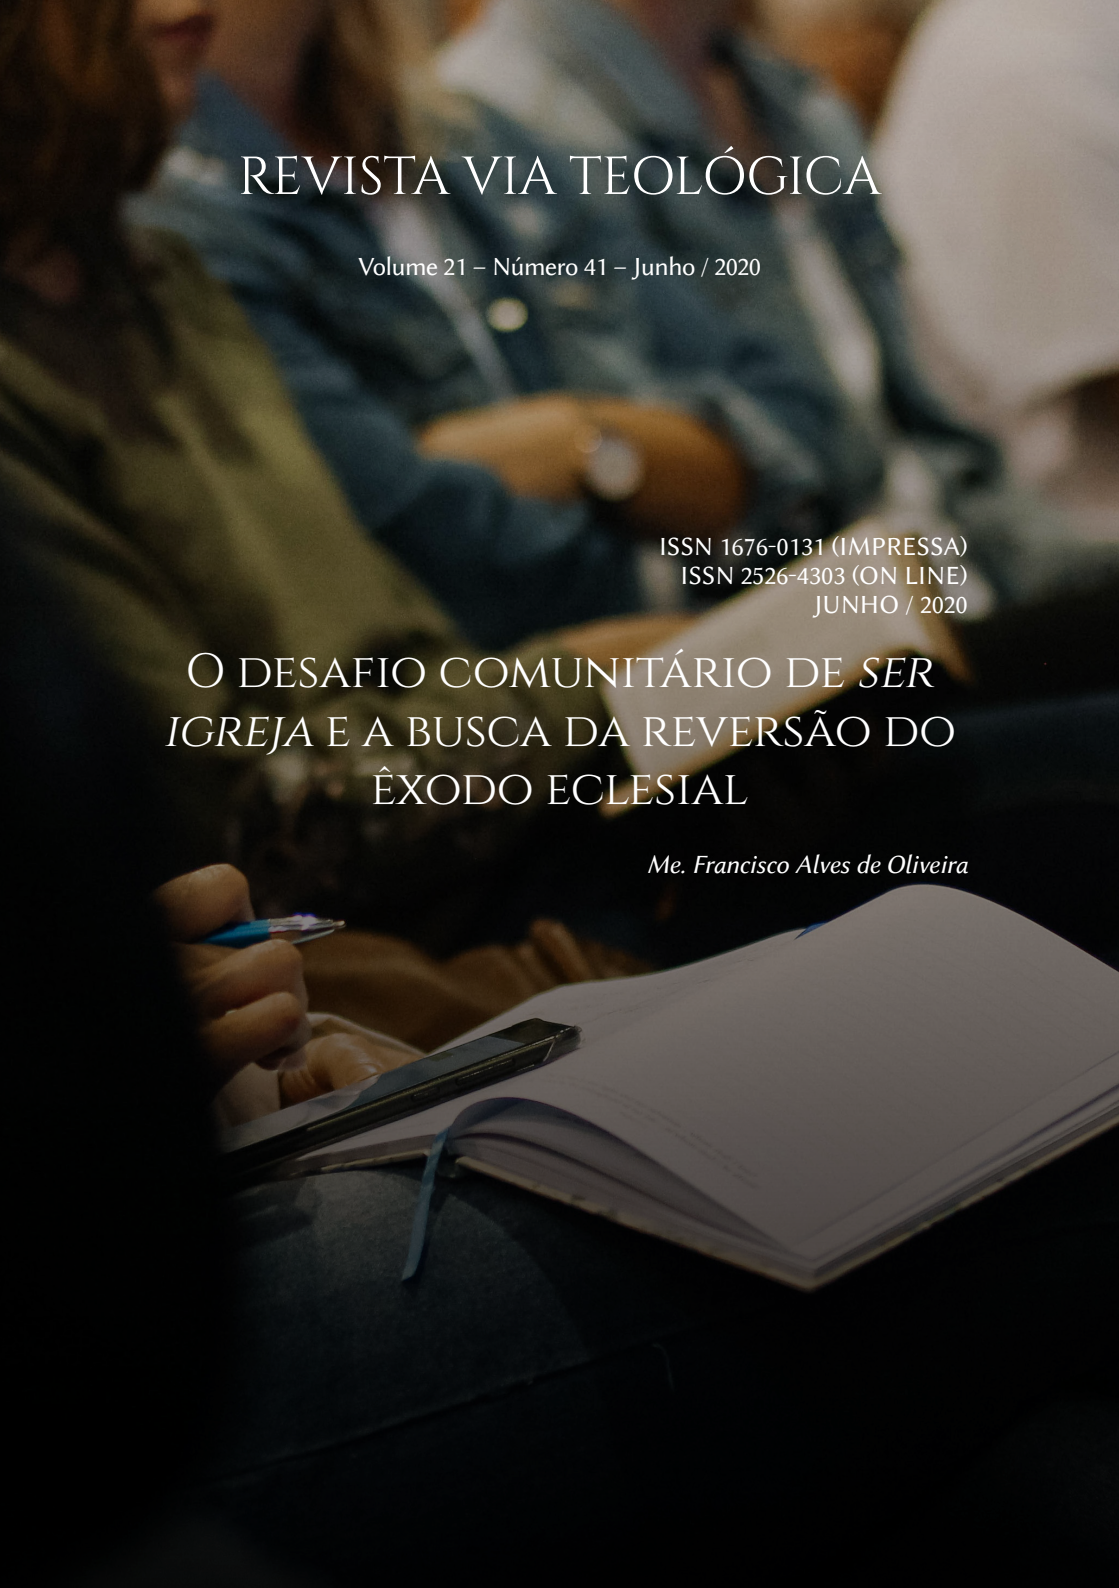 REVISTA VIA TEOLÓGICA
Volume 21 – Número 41 – Junho / 2020
ISSN 1676-0131 (IMPRESSA)
ISSN 2526-4303 (ON LINE)
JUNHO / 2020
O DESAFIO COMUNITÁRIO DE SER
IGREJA E A BUSCA DA REVERSÃO DO
ÊXODO ECLESIAL
Me. Francisco Alves de Oliveira